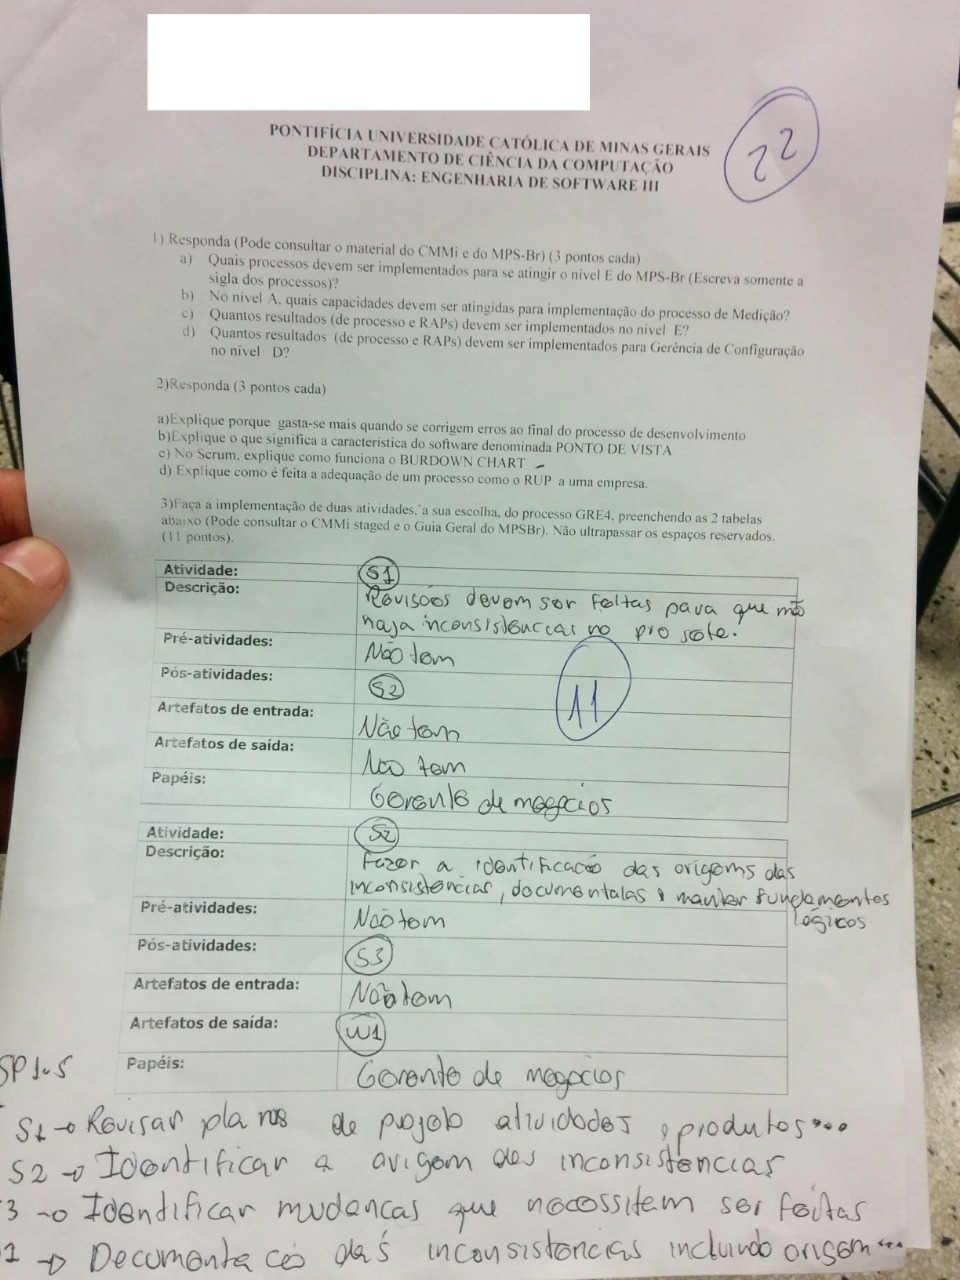 PONTIFÍCIA UNIVERSIDADE CATÓLICA DE MINAS GERAIS
DEPARTAMENTO DE CIÊNCIA DA COMPUTAÇÃO
DISCIPLINA: ENGENHARIA DE SOFTWARE III
22
1) Responda (Pode consultar o material do CMMi e do MPS-Br) (3 pontos cada)
a) Quais processos devem ser implementados para se atingir o nível E do MPS-Br (Escreva somente a
sigla dos processos)?
b) No nível A, quais capacidades devem ser atingidas para implementação do processo de Medição?
c) Quantos resultados (de processo e RAPs) devem ser implementados no nível E?
d) Quantos resultados (de processo e RAPs) devem ser implementados para Gerência de Configuração
no nível D?
2)Responda (3 pontos cada)
a)Explique porque gasta-se mais quando se corrigem erros ao final do processo de desenvolvimento
b)Explique o que significa a característica do software denominada PONTO DE VISTA
c) No Scrum, explique como funciona o BURDOWN CHART
d) Explique como é feita a adequação de um processo como o RUP a uma empresa.
3)Faça a implementação de duas atividades, a sua escolha, do processo GRE4, preenchendo as 2 tabelas
abaixo (Pode consultar o CMMi staged e o Guia Geral do MPSBr). Não ultrapassar os espaços reservados.
(11 pontos).
Atividade: S1
Descrição: Revisões devem ser feitas para que não
haja inconsistências no
Pré-atividades: Não tem
Pós-atividades: S2
11
Artefatos de entrada: Não tem
Artefatos de saída: Não tem
Papéis: Gerente de negocios
Atividade: S2
Descrição: Fazer a identificacão das origems das
inconsistências, documentalas e manter fundamentos
lógicos
Pré-atividades: Não tem
Pós-atividades: S3
Artefatos de entrada: Não tem
Artefatos de saída: W1
Papéis: Gerente de negocios
SP 1.5
S1 → Revisar planos de projeto atividades, produtos...
S2 → Identificar a origem das inconsistências
3 → Identificar mudancas que necessitem ser feitas
1 → das inconsistencias incluindo origem...